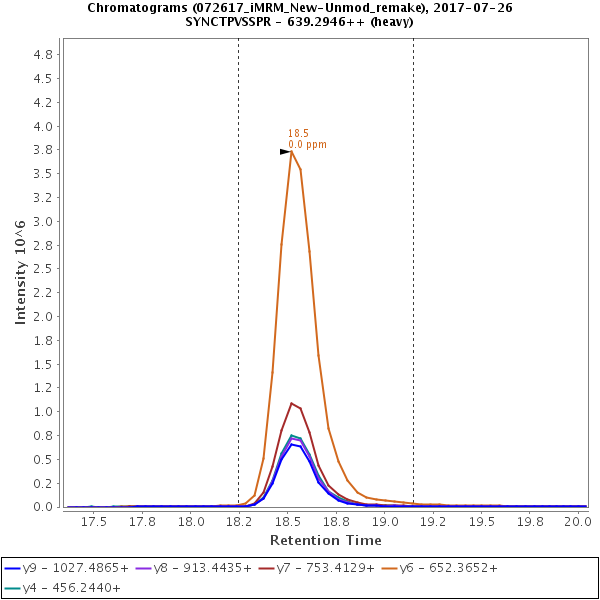 Chromatograms (072617_iMRM_New-Unmod_remake), 2017-07-26
SYNCTPVSSPR - 639.2946++ (heavy)
4.8
4.5
4.2
4.0
3.8
3.5
3.2
3.0
2.8
2.5
2.2
2.0
1.8
1.5
1.2
1.0
0.8
0.5
0.2
0.0
Intensity 10^6
18.5
0.0 ppm
17.5 17.8 18.0 18.2 18.5 18.8 19.0 19.2 19.5 19.8 20.0
Retention Time
y9 - 1027.4865+ y8 - 913.4435+ y7 - 753.4129+ y6 - 652.3652+
y4 - 456.2440+